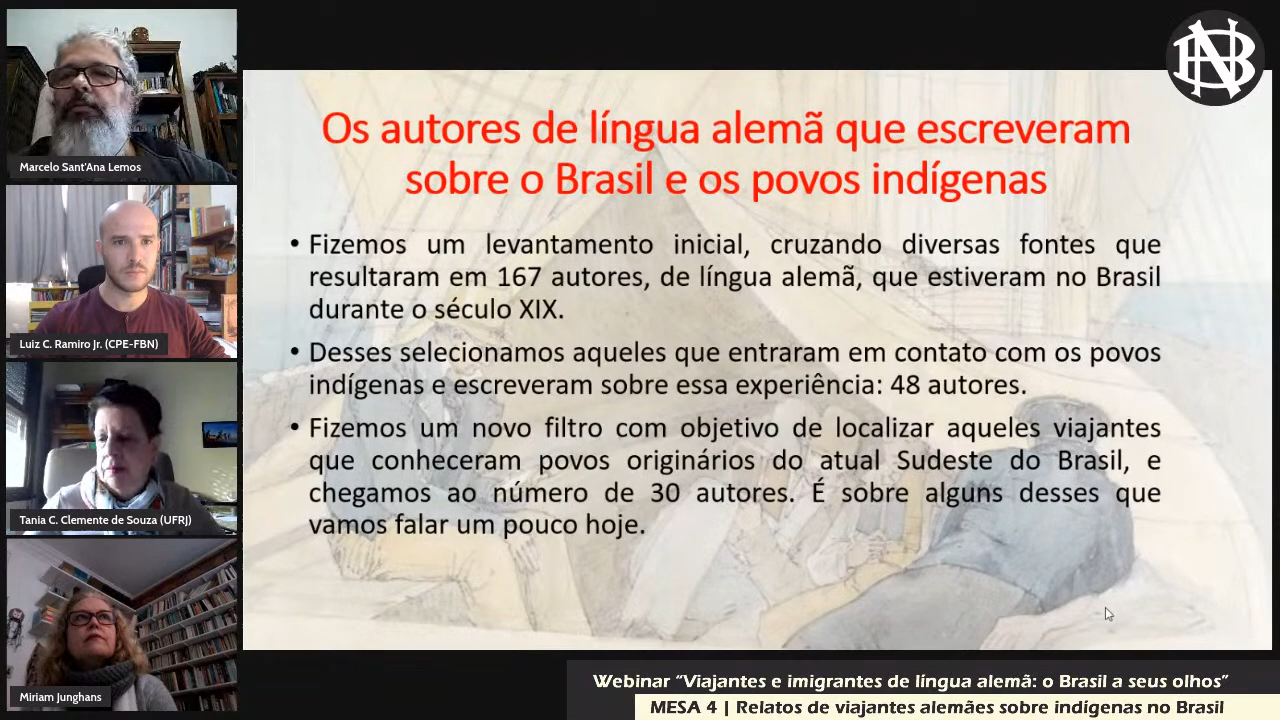 Marcelo Sant'Ana Lemos
Luiz C. Ramiro Jr. (CPE-FBN)
Tania C. Clemente de Souza (UFRJ)
Miriam Junghans
Os autores de língua alemã que escreveram
sobre o Brasil e os povos indígenas
• Fizemos um levantamento inicial, cruzando diversas fontes que
resultaram em 167 autores, de língua alemã, que estiveram no Brasil
durante o século XIX.
• Desses selecionamos aqueles que entraram em contato com os povos
indígenas e escreveram sobre essa experiência: 48 autores.
• Fizemos um novo filtro com objetivo de localizar aqueles viajantes
que conheceram povos originários do atual Sudeste do Brasil, e
chegamos ao número de 30 autores. É sobre alguns desses que
vamos falar um pouco hoje.
Webinar “Viajantes e imigrantes de língua alemã: o Brasil a seus olhos”
MESA 4 | Relatos de viajantes alemães sobre indígenas no Brasil